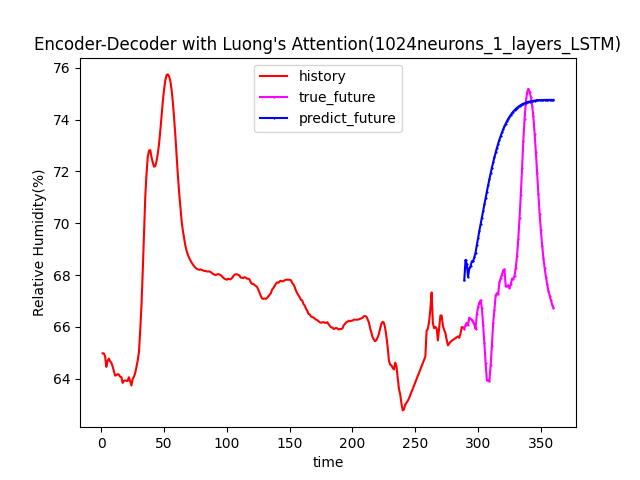 Encoder-Decoder with Luong's Attention(1024neurons_1_layers_LSTM)
history
true_future
predict_future
Relative Humidity(%)
76
74
72
70
68
66
64
0 50 100 150 200 250 300 350
time